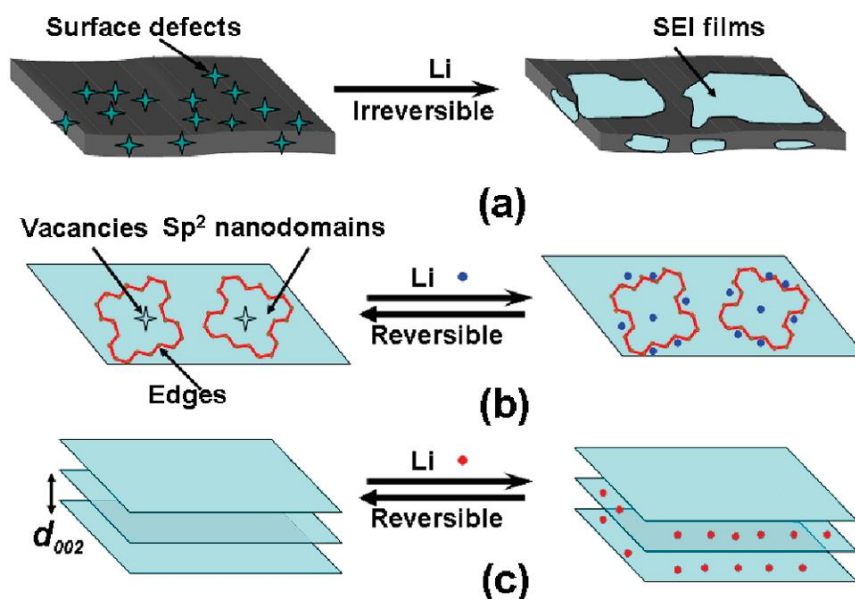 Surface defects
SEI films
Li
Irreversible
(a)
Vacancies
Sp² nanodomains
Li
Reversible
Edges
(b)
Li
Reversible
d₀₀₂
(c)